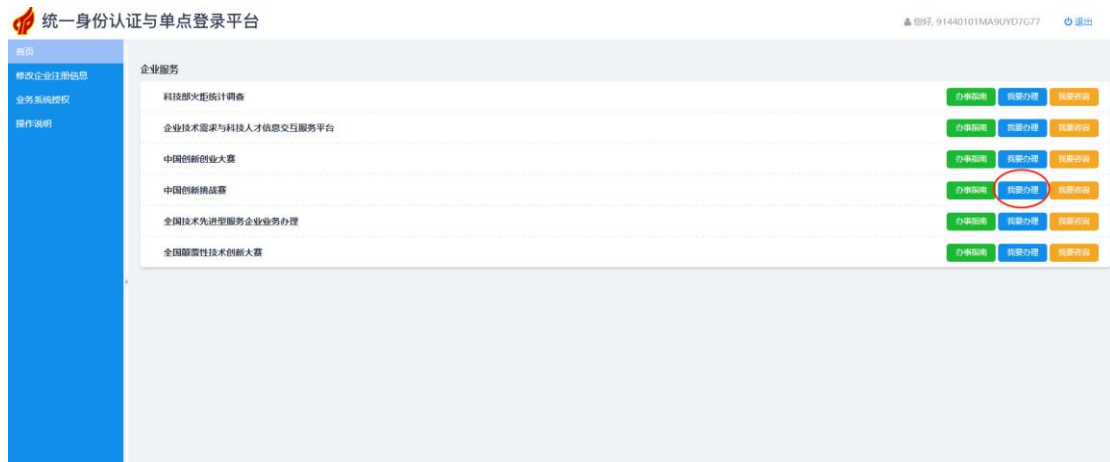 统一身份认证与单点登录平台
您好, 91440101MA9UYD7G77 退出
首页
修改企业注册信息
业务系统授权
操作说明
企业服务
科技部火炬统计调查 办事指南 我要办理 我要咨询
企业技术需求与科技人才信息交互服务平台 办事指南 我要办理 我要咨询
中国创新创业大赛 办事指南 我要办理 我要咨询
中国创新挑战赛 办事指南 我要办理 我要咨询
全国技术先进型服务企业业务办理 办事指南 我要办理 我要咨询
全国颠覆性技术创新大赛 办事指南 我要办理 我要咨询